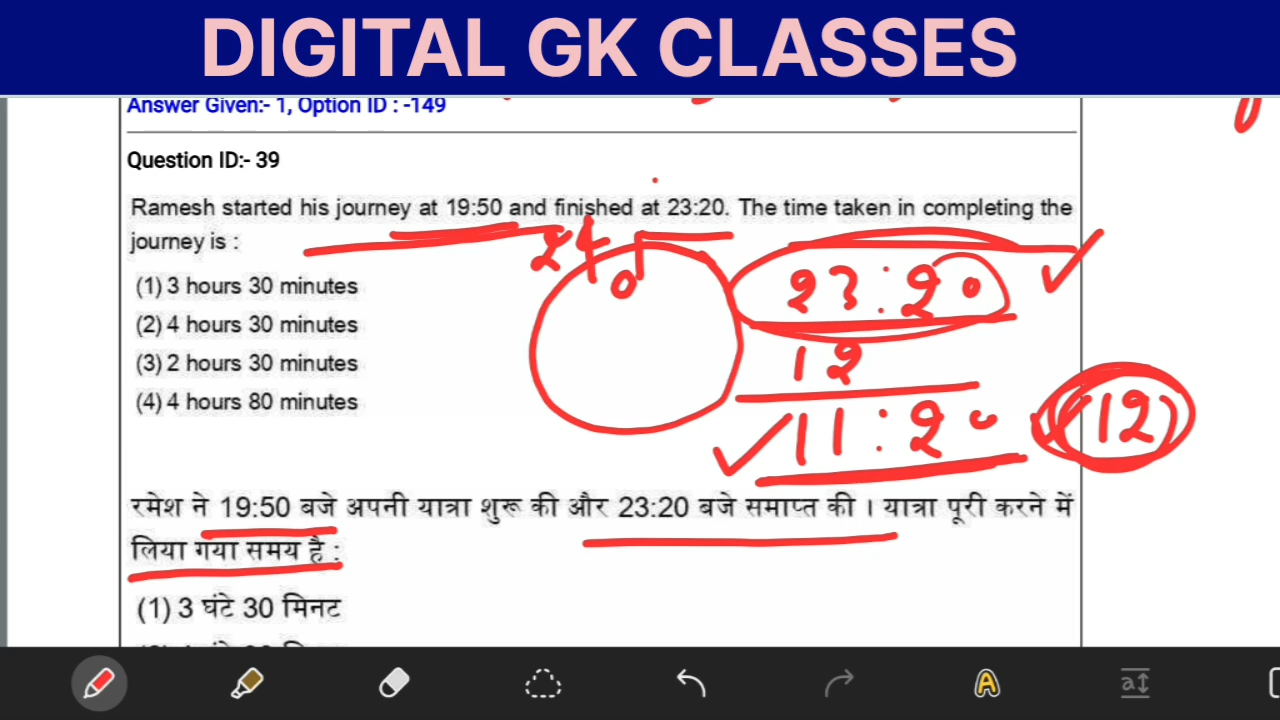 DIGITAL GK CLASSES
Answer Given:- 1, Option ID : -149
Question ID:- 39
Ramesh started his journey at 19:50 and finished at 23:20. The time taken in completing the
journey is :
24
0
(1) 3 hours 30 minutes
(2) 4 hours 30 minutes
(3) 2 hours 30 minutes
(4) 4 hours 80 minutes
23:20
12
11:20
(12)
रमेश ने 19:50 बजे अपनी यात्रा शुरू की और 23:20 बजे समाप्त की । यात्रा पूरी करने में
लिया गया समय है :
(1) 3 घंटे 30 मिनट
A
a